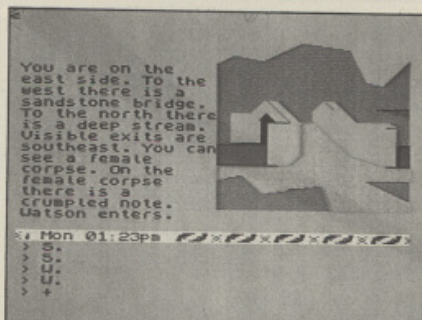 You are on the
east side. To the
west there is a
sandstone bridge.
To the north there
is a deep stream.
Visible exits are
southeast. You can
see a female
corpse. On the
female corpse
there is a
crumpled note.
Watson enters.
Mon 01:23pm
> S.
> S.
> W.
> W.
> +